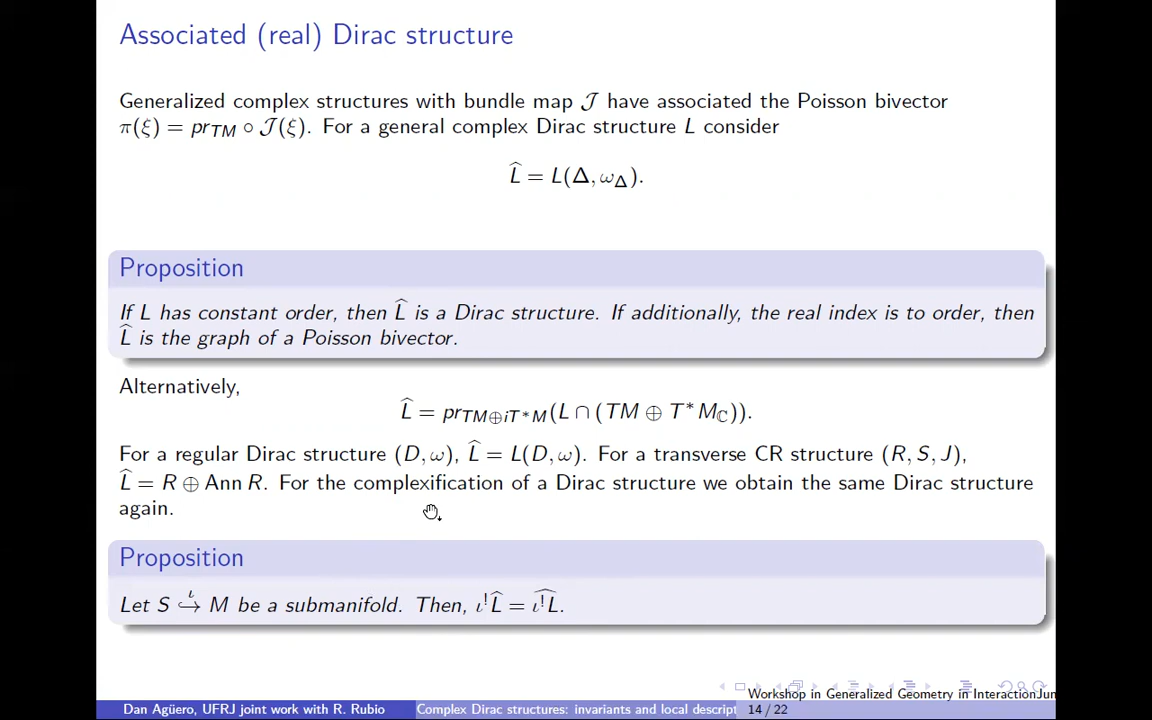 Associated (real) Dirac structure
Generalized complex structures with bundle map 𝒥 have associated the Poisson bivector
π(ξ) = pr_TM ∘ 𝒥(ξ). For a general complex Dirac structure L consider
L̂ = L(Δ, ω_Δ).
Proposition
If L has constant order, then L̂ is a Dirac structure. If additionally, the real index is to order, then
L̂ is the graph of a Poisson bivector.
Alternatively,
L̂ = pr_{TM⊕iT*M}(L ∩ (TM ⊕ T*M_ℂ)).
For a regular Dirac structure (D, ω), L̂ = L(D, ω). For a transverse CR structure (R, S, J),
L̂ = R ⊕ Ann R. For the complexification of a Dirac structure we obtain the same Dirac structure
again.
Proposition
Let S ↪^ι M be a submanifold. Then, ι^!L̂ = \widehat{ι^!L}.
Workshop in Generalized Geometry in InteractionJun
Dan Agüero, UFRJ joint work with R. Rubio
Complex Dirac structures: invariants and local descript
14 / 22